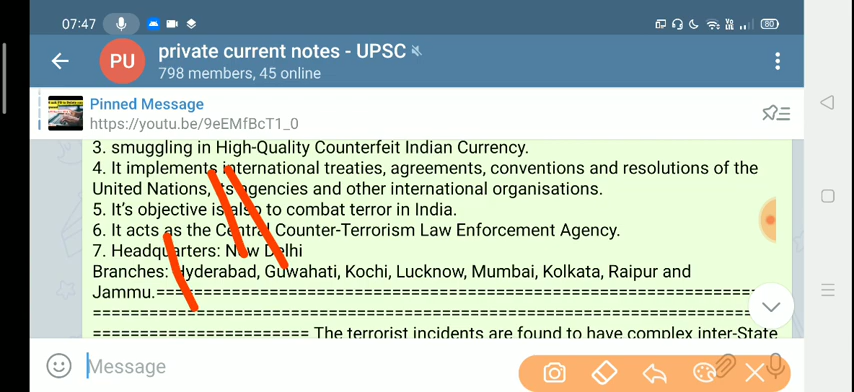 07:47
80
PU
private current notes - UPSC
798 members, 45 online
Pinned Message
https://youtu.be/9eEMfBcT1_0
3. smuggling in High-Quality Counterfeit Indian Currency.
4. It implements international treaties, agreements, conventions and resolutions of the
United Nations, its agencies and other international organisations.
5. It's objective is also to combat terror in India.
6. It acts as the Central Counter-Terrorism Law Enforcement Agency.
7. Headquarters: New Delhi
Branches: Hyderabad, Guwahati, Kochi, Lucknow, Mumbai, Kolkata, Raipur and
Jammu.=====================================================
===========================================================
====================== The terrorist incidents are found to have complex inter-State
Message